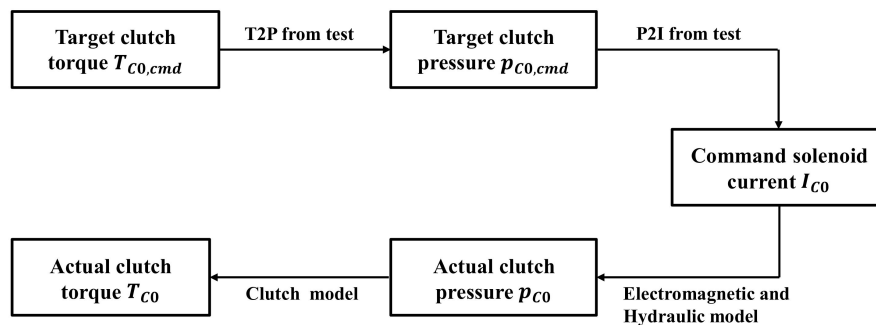 Target clutch
torque T_{C0,cmd}
T2P from test
Target clutch
pressure p_{C0,cmd}
P2I from test
Command solenoid
current I_{C0}
Actual clutch
torque T_{C0}
Clutch model
Actual clutch
pressure p_{C0}
Electromagnetic and
Hydraulic model